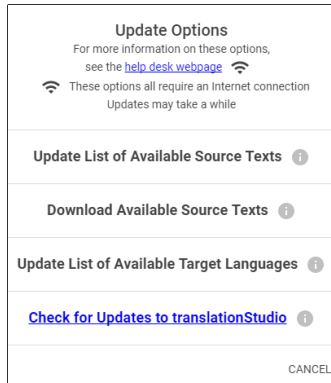 Update Options
For more information on these options,
see the help desk webpage
These options all require an Internet connection
Updates may take a while
Update List of Available Source Texts
Download Available Source Texts
Update List of Available Target Languages
Check for Updates to translationStudio
CANCEL